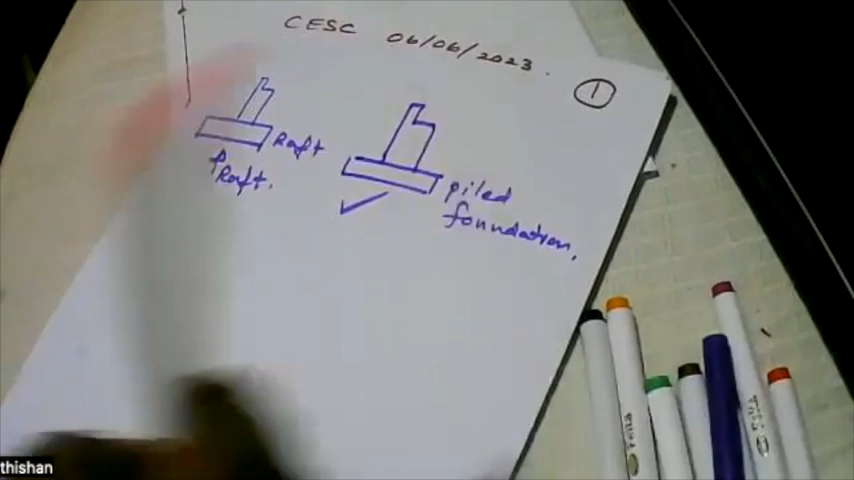 CESC 06/06/2023.
1
Raft
Raft.
piled
foundation.
thishan